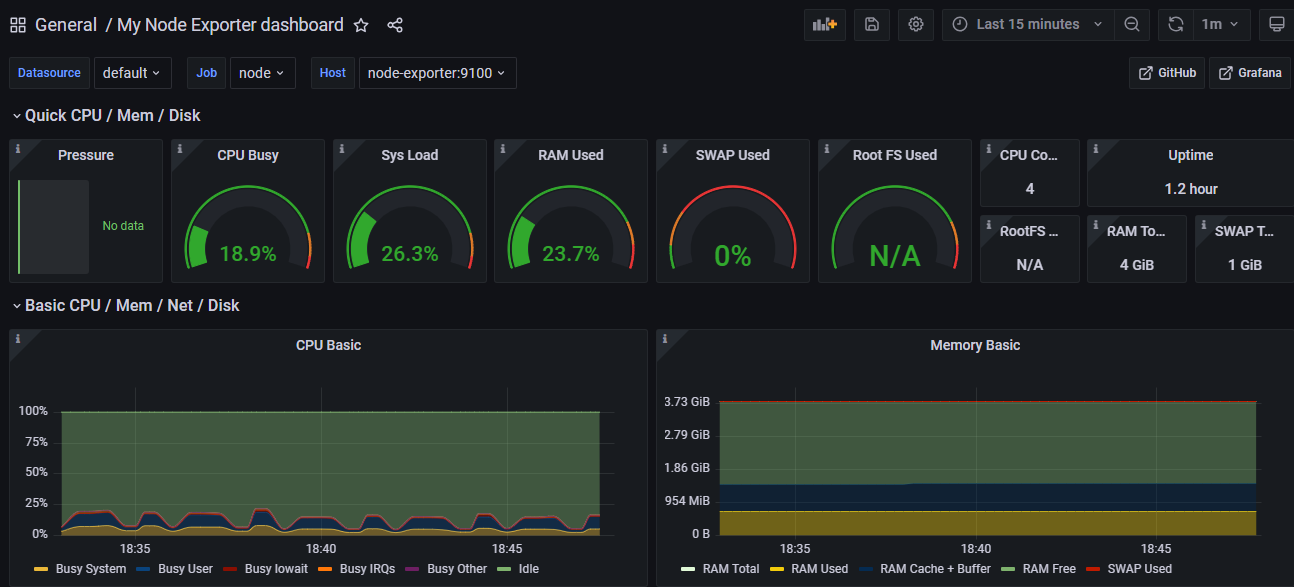 General / My Node Exporter dashboard
Last 15 minutes
1m
Datasource default Job node Host node-exporter:9100
GitHub Grafana
Quick CPU / Mem / Disk
Pressure CPU Busy Sys Load RAM Used SWAP Used Root FS Used CPU Co... Uptime
4 1.2 hour
No data
18.9% 26.3% 23.7% 0% N/A
RootFS ... RAM To... SWAP T...
N/A 4 GiB 1 GiB
Basic CPU / Mem / Net / Disk
CPU Basic
100%
75%
50%
25%
0%
18:35 18:40 18:45
Busy System Busy User Busy Iowait Busy IRQs Busy Other Idle
Memory Basic
3.73 GiB
2.79 GiB
1.86 GiB
954 MiB
0 B
18:35 18:40 18:45
RAM Total RAM Used RAM Cache + Buffer RAM Free SWAP Used